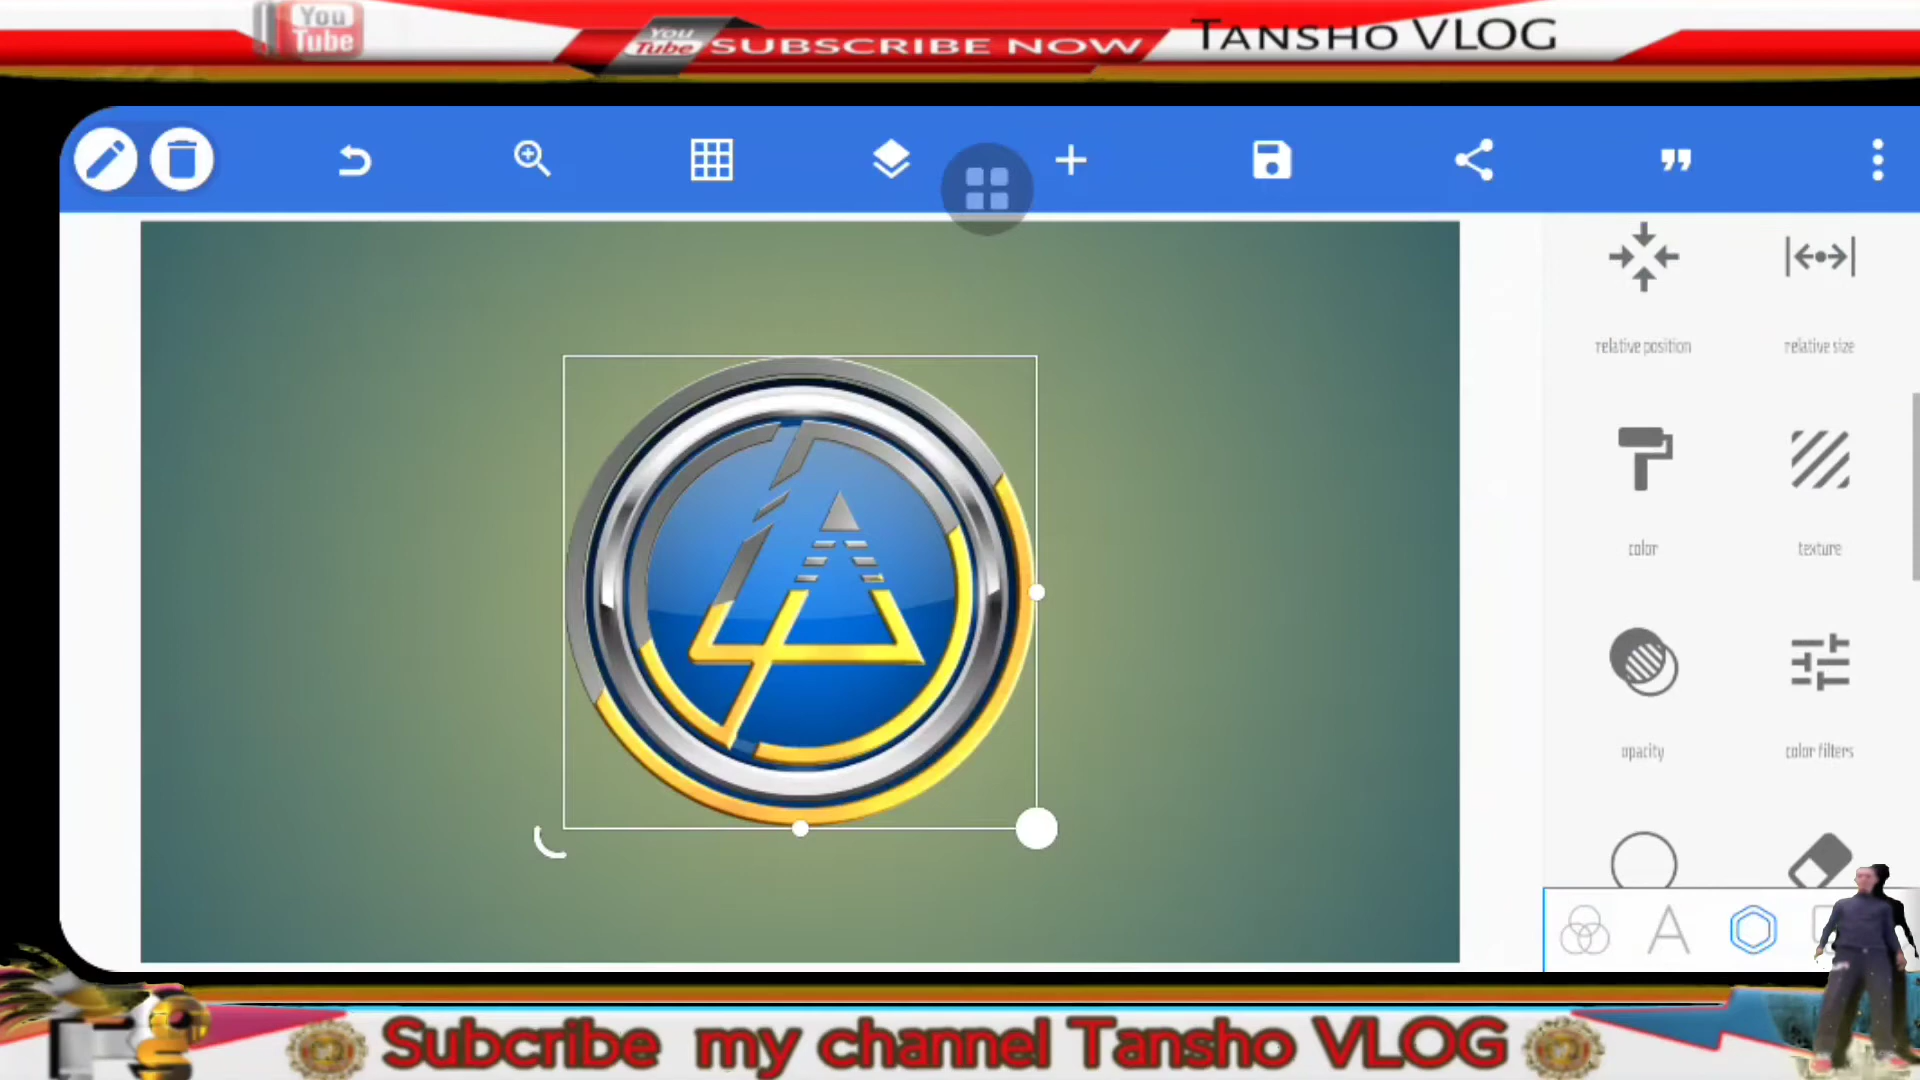 You
Tube
You
Tube SUBSCRIBE NOW
TANSHO VLOG
relative position
relative size
color
texture
opacity
color filters
Subcribe my channel Tansho VLOG